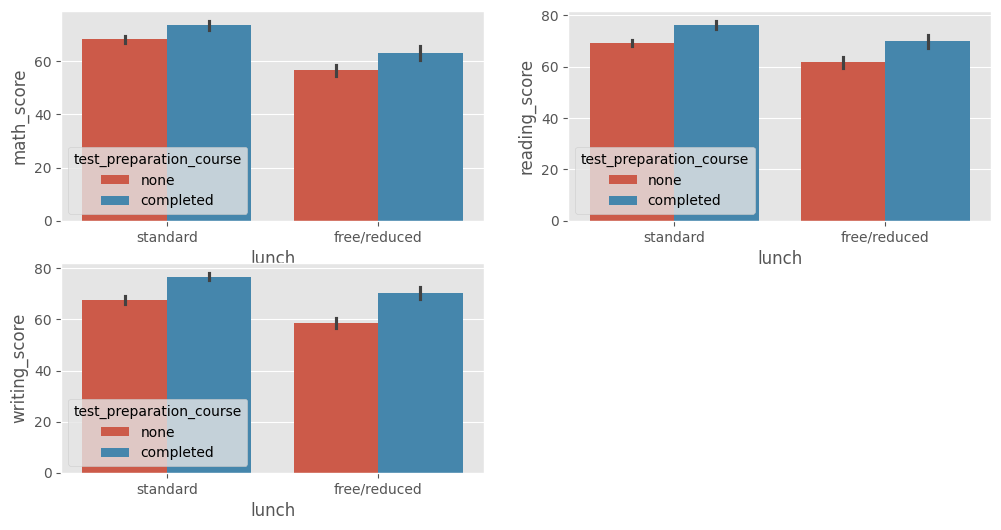 math_score
60
40
20
0
test_preparation_course
none
completed
standard
free/reduced
lunch
reading_score
80
60
40
20
0
test_preparation_course
none
completed
standard
free/reduced
lunch
writing_score
80
60
40
20
0
test_preparation_course
none
completed
standard
free/reduced
lunch